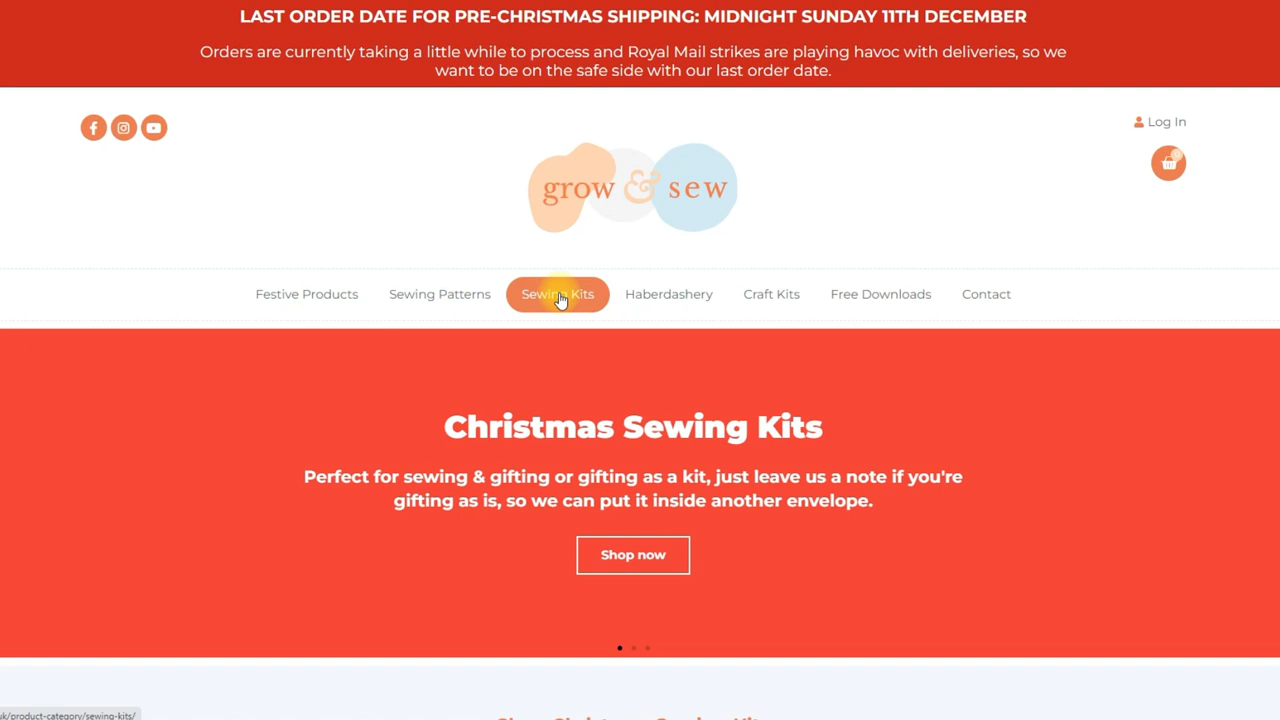 LAST ORDER DATE FOR PRE-CHRISTMAS SHIPPING: MIDNIGHT SUNDAY 11TH DECEMBER
Orders are currently taking a little while to process and Royal Mail strikes are playing havoc with deliveries, so we
want to be on the safe side with our last order date.
Log In
grow & sew
Festive Products Sewing Patterns Sewing Kits Haberdashery Craft Kits Free Downloads Contact
Christmas Sewing Kits
Perfect for sewing & gifting or gifting as a kit, just leave us a note if you're
gifting as is, so we can put it inside another envelope.
Shop now
uk/product-category/sewing-kits/